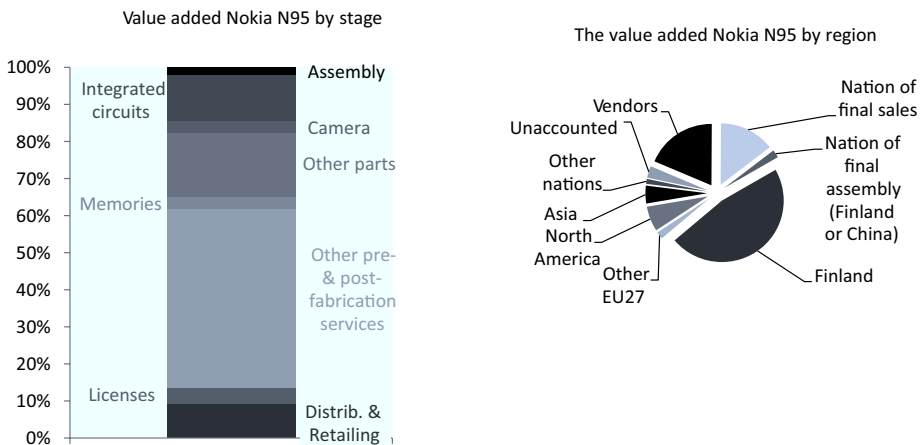 Value added Nokia N95 by stage
100%
90%
80%
70%
60%
50%
40%
30%
20%
10%
0%
Integrated
circuits
Memories
Licenses
Assembly
Camera
Other parts
Other pre-
& post-
fabrication
services
Distrib. &
Retailing
The value added Nokia N95 by region
Vendors
Unaccounted
Other
nations
Asia
North
America
Other
EU27
Nation of
final sales
Nation of
final
assembly
(Finland
or China)
Finland